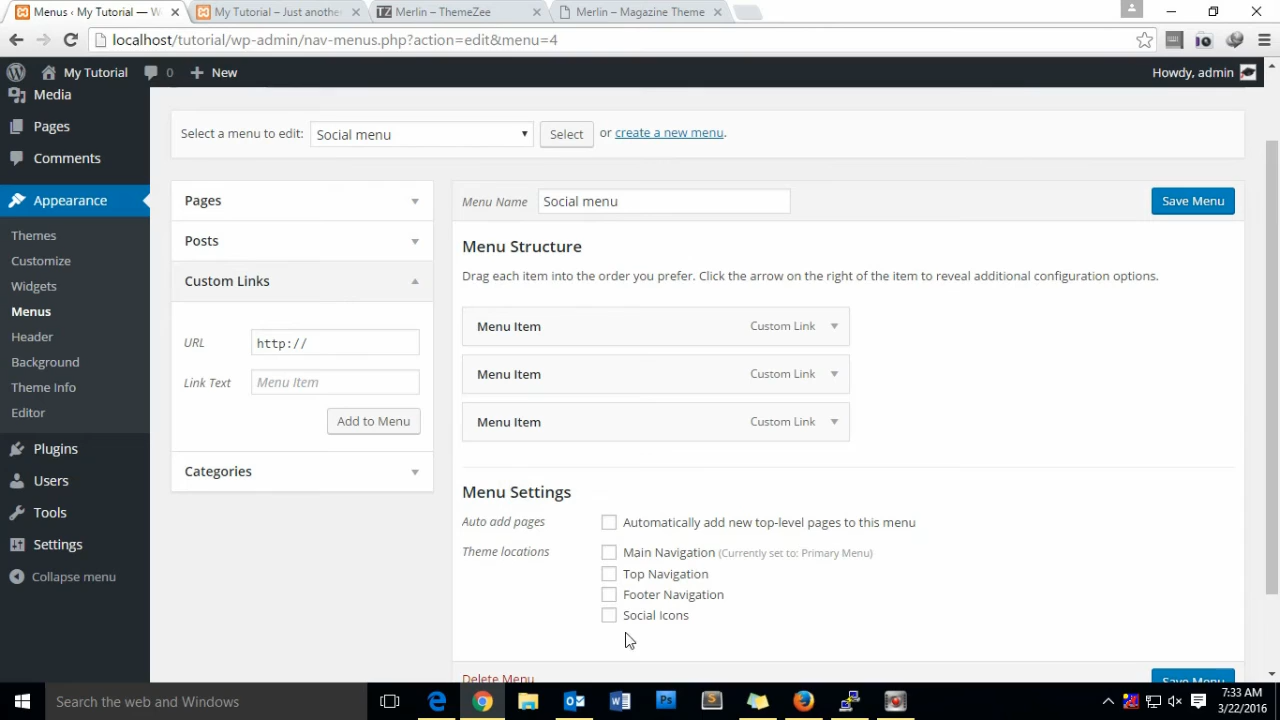 Menus ‹ My Tutorial — W
My Tutorial – Just anothe
TZ Merlin – ThemeZee
Merlin – Magazine Theme
localhost/tutorial/wp-admin/nav-menus.php?action=edit&menu=4
My Tutorial
0
New
Howdy, admin
Media
Pages
Comments
Appearance
Themes
Customize
Widgets
Menus
Header
Background
Theme Info
Editor
Plugins
Users
Tools
Settings
Collapse menu
Select a menu to edit: Social menu Select or create a new menu.
Pages
Posts
Custom Links
URL http://
Link Text Menu Item
Add to Menu
Categories
Menu Name Social menu Save Menu
Menu Structure
Drag each item into the order you prefer. Click the arrow on the right of the item to reveal additional configuration options.
Menu Item Custom Link
Menu Item Custom Link
Menu Item Custom Link
Menu Settings
Auto add pages Automatically add new top-level pages to this menu
Theme locations Main Navigation (Currently set to: Primary Menu)
Top Navigation
Footer Navigation
Social Icons
Delete Menu Save Menu
Search the web and Windows
7:33 AM
3/22/2016